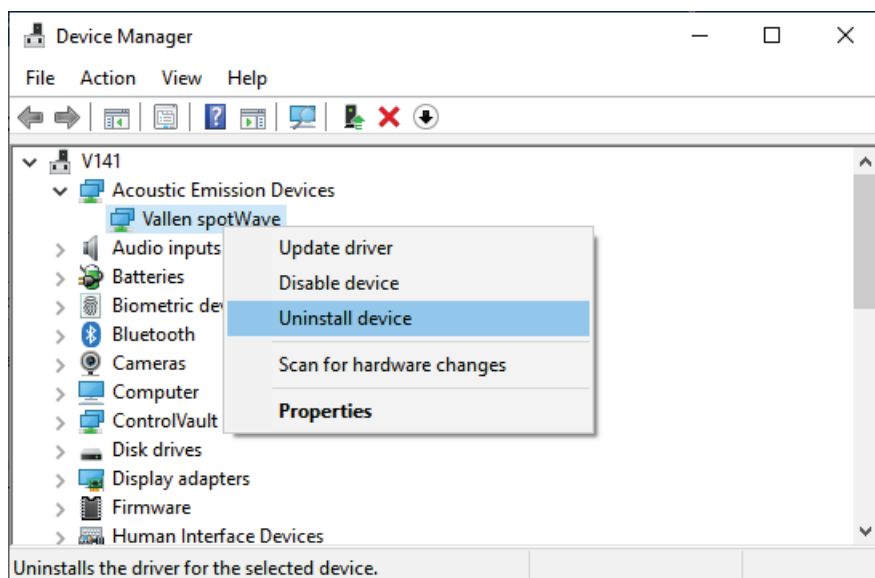 Device Manager
File Action View Help
V141
Acoustic Emission Devices
Vallen spotWave
Audio inputs
Update driver
Batteries
Disable device
Biometric de
Uninstall device
Bluetooth
Cameras
Scan for hardware changes
Computer
ControlVault
Properties
Disk drives
Display adapters
Firmware
Human Interface Devices
Uninstalls the driver for the selected device.